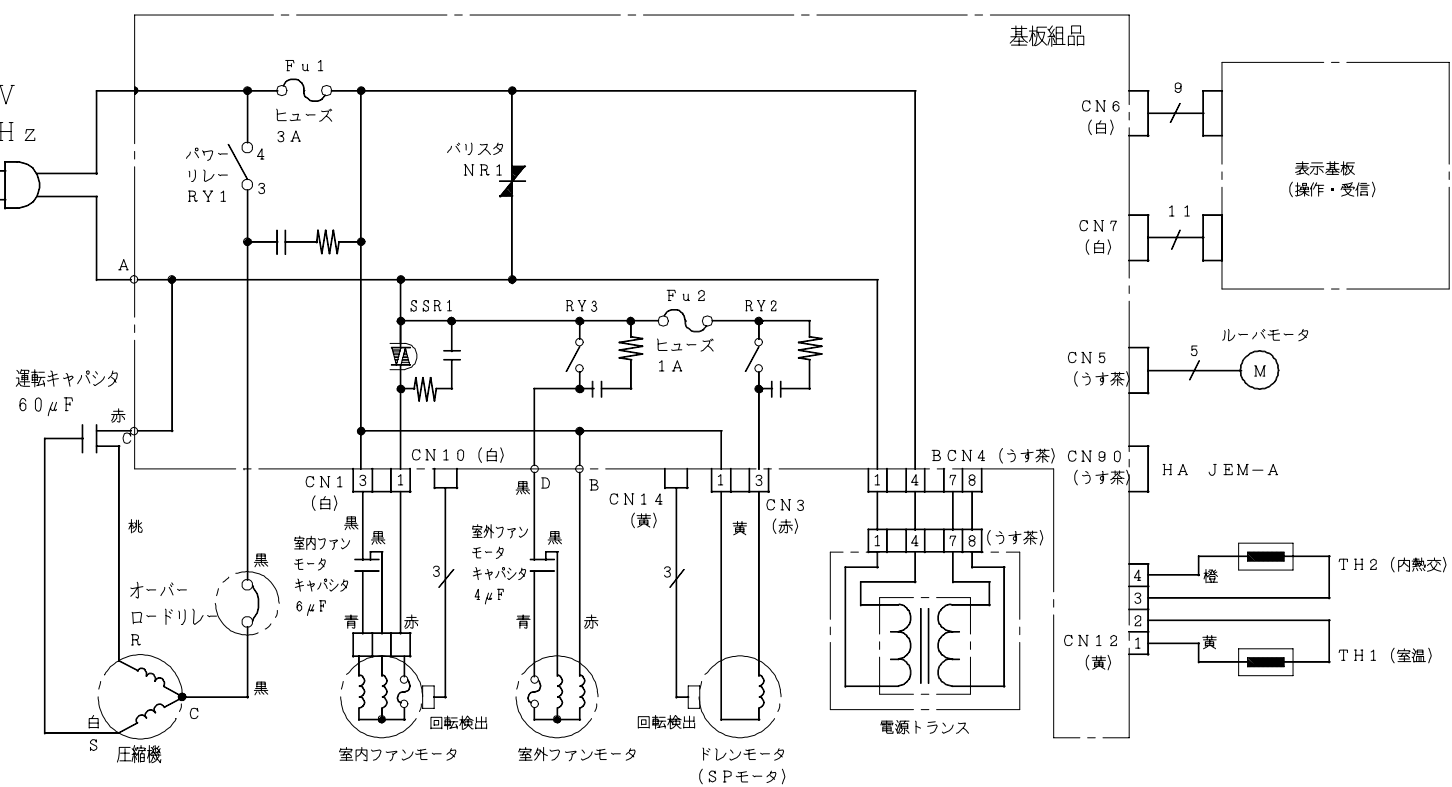 基板組品
V
Hz
Fu1
ヒューズ
3A
パワー
リレー
RY1
4
3
バリスタ
NR1
A
SSR1
RY3
Fu2
ヒューズ
1A
RY2
CN6
(白)
9
CN7
(白)
11
表示基板
(操作・受信)
CN5
(うす茶)
5
ルーバモータ
M
CN90
(うす茶)
HA JEM-A
運転キャパシタ
60μF
赤
C
CN10(白)
CN1
(白)
3
1
黒
D
B
CN14
(黄)
1
3
CN3
(赤)
黄
BCN4(うす茶)
1
4
7
8
1
4
7
8
(うす茶)
桃
黒
黒
室内ファン
モータ
キャパシタ
6μF
青
赤
3
室外ファン
モータ
キャパシタ
4μF
黒
青
赤
3
黒
オーバー
ロードリレー
R
黒
C
白
S
圧縮機
室内ファンモータ
回転検出
室外ファンモータ
回転検出
ドレンモータ
(SPモータ)
電源トランス
CN12
(黄)
4
3
2
1
橙
黄
TH2(内熱交)
TH1(室温)